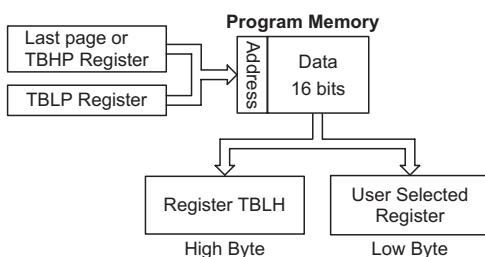 Program Memory
Last page or
TBHP Register
TBLP Register
Address
Data
16 bits
Register TBLH
User Selected
Register
High Byte
Low Byte